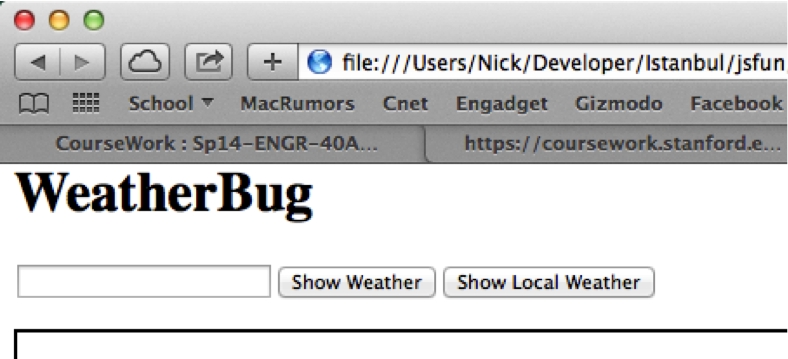 file:///Users/Nick/Developer/Istanbul/jsfun
School MacRumors Cnet Engadget Gizmodo Facebook
CourseWork : Sp14-ENGR-40A... https://coursework.stanford.e...
WeatherBug
Show Weather Show Local Weather